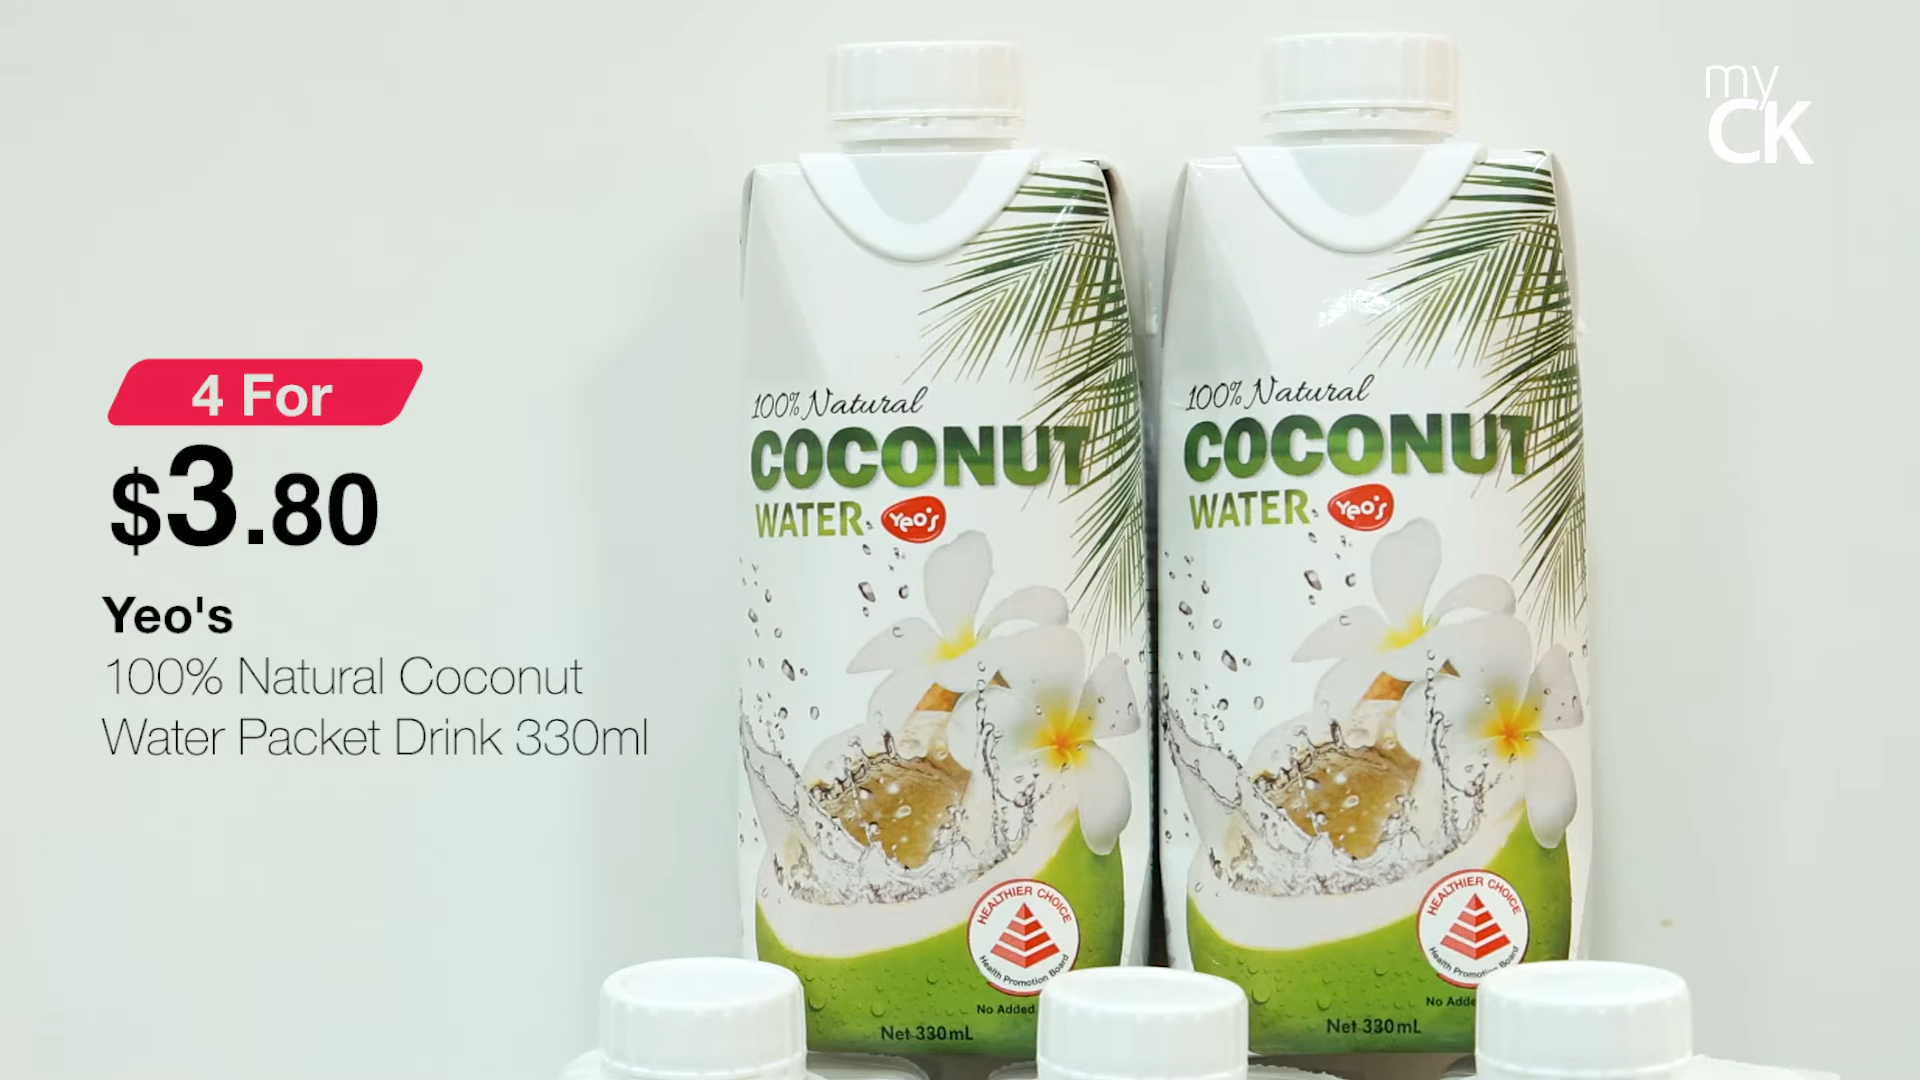 my
CK
4 For
$3.80
Yeo's
100% Natural Coconut
Water Packet Drink 330ml
100% Natural
COCONUT
WATER
Yeo's
HEALTHIER CHOICE
Health Promotion Board
No Added
Net 330mL
100% Natural
COCONUT
WATER
Yeo's
HEALTHIER CHOICE
Health Promotion Board
No Adde
Net 330mL